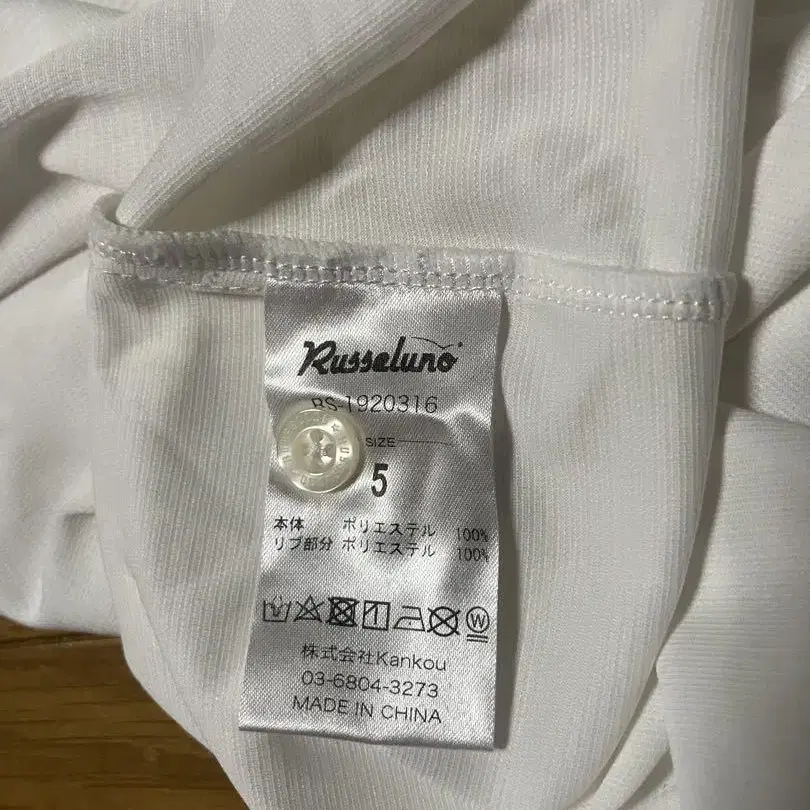 Russeluno
RS-1920316
SIZE
5
本体 ポリエステル 100%
リブ部分 ポリエステル 100%
W
株式会社Kankou
03-6804-3273
MADE IN CHINA